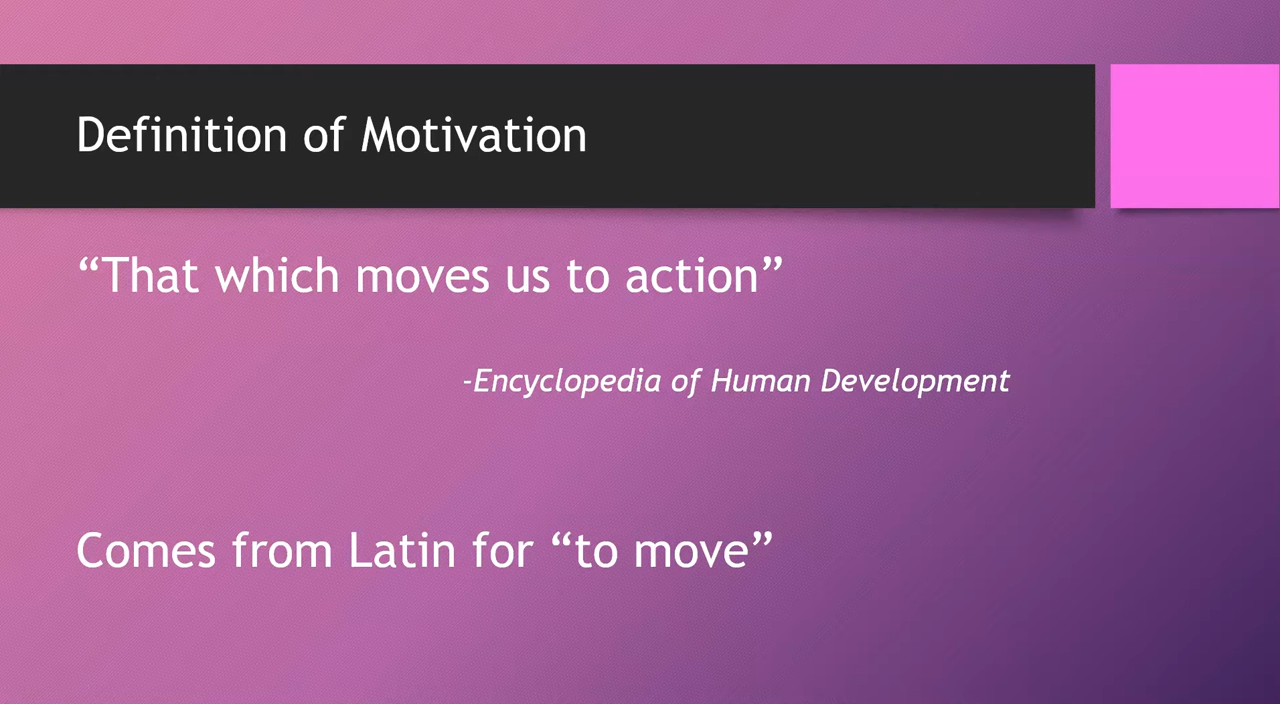 Definition of Motivation
“That which moves us to action”
-Encyclopedia of Human Development
Comes from Latin for “to move”